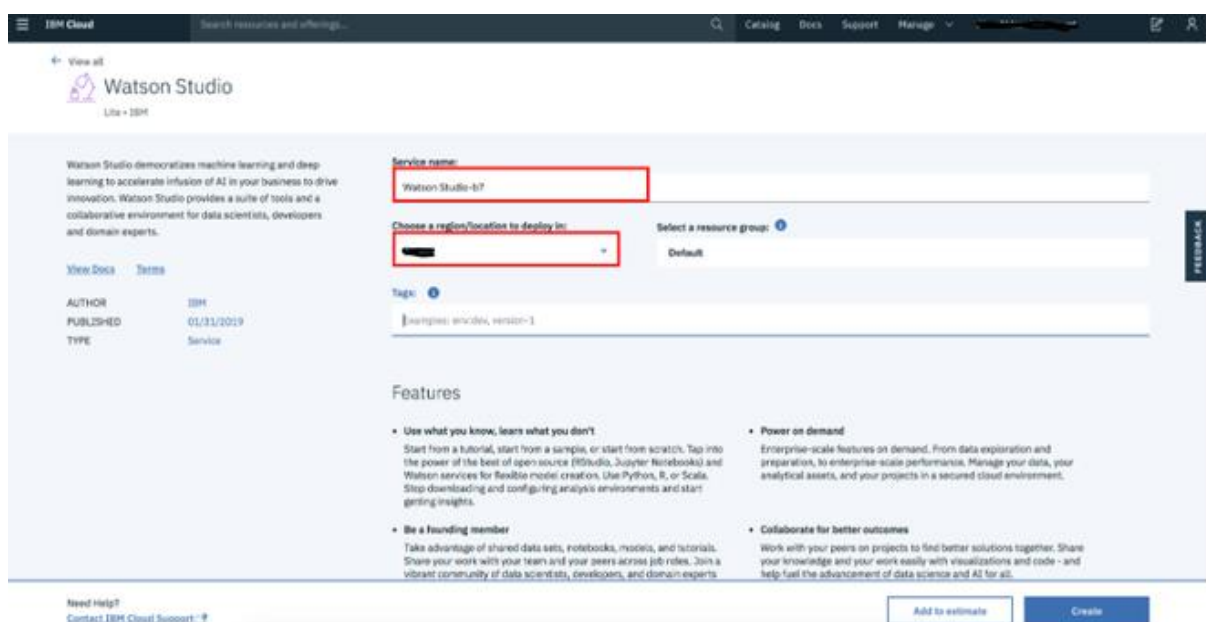 IBM Cloud
Search resources and offerings...
Catalog
Docs
Support
Manage
← View all
Watson Studio
Lite • IBM
Watson Studio democratizes machine learning and deep
learning to accelerate infusion of AI in your business to drive
innovation. Watson Studio provides a suite of tools and a
collaborative environment for data scientists, developers
and domain experts.
View Docs
Terms
AUTHOR IBM
PUBLISHED 01/31/2019
TYPE Service
Service name:
Watson Studio-b7
Choose a region/location to deploy in:
Select a resource group:
Default
Tags:
Examples: env:dev, version-1
Features
• Use what you know, learn what you don't
Start from a tutorial, start from a sample, or start from scratch. Tap into
the power of the best of open source (RStudio, Jupyter Notebooks) and
Watson services for flexible model creation. Use Python, R, or Scala.
Stop downloading and configuring analysis environments and start
getting insights.
• Power on demand
Enterprise-scale features on demand. From data exploration and
preparation, to enterprise-scale performance. Manage your data, your
analytical assets, and your projects in a secured cloud environment.
• Be a founding member
Take advantage of shared data sets, notebooks, models, and tutorials.
Share your work with your team and your peers across job roles. Join a
vibrant community of data scientists, developers, and domain experts
• Collaborate for better outcomes
Work with your peers on projects to find better solutions together. Share
your knowledge and your work easily with visualizations and code - and
help fuel the advancement of data science and AI for all.
FEEDBACK
Need Help?
Contact IBM Cloud Support
Add to estimate
Create